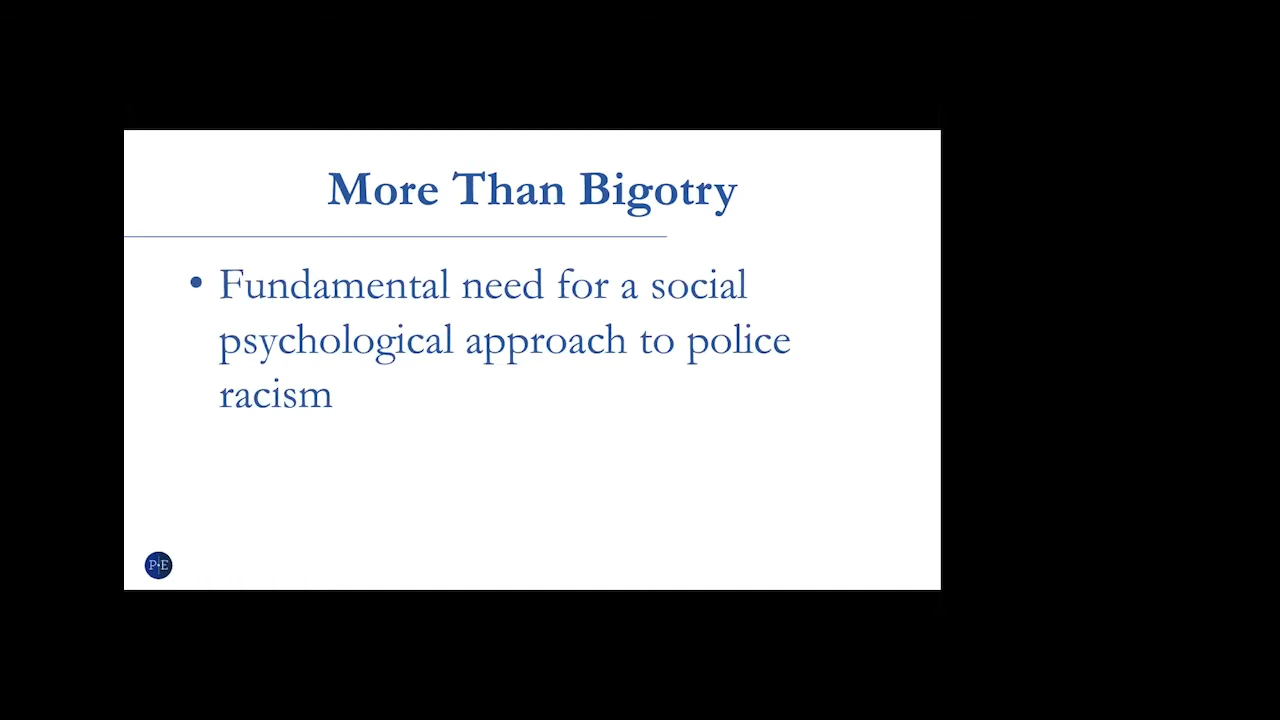 More Than Bigotry
• Fundamental need for a social
psychological approach to police
racism
P•E